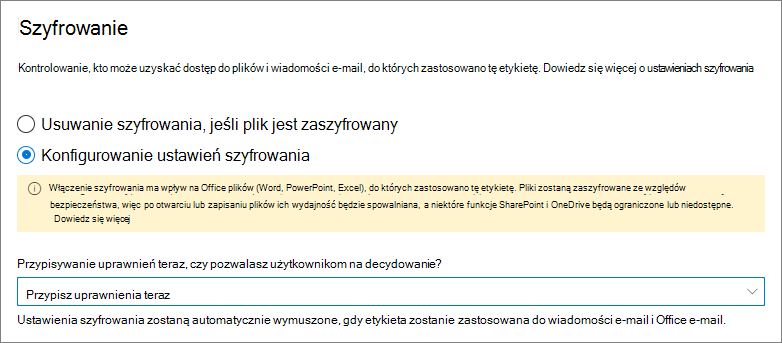 Szyfrowanie
Kontrolowanie, kto może uzyskać dostęp do plików i wiadomości e-mail, do których zastosowano tę etykietę. Dowiedz się więcej o ustawieniach szyfrowania
Usuwanie szyfrowania, jeśli plik jest zaszyfrowany
Konfigurowanie ustawień szyfrowania
Włączenie szyfrowania ma wpływ na Office plików (Word, PowerPoint, Excel), do których zastosowano tę etykietę. Pliki zostaną zaszyfrowane ze względów
bezpieczeństwa, więc po otwarciu lub zapisaniu plików ich wydajność będzie spowalniana, a niektóre funkcje SharePoint i OneDrive będą ograniczone lub niedostępne.
Dowiedz się więcej
Przypisywanie uprawnień teraz, czy pozwalasz użytkownikom na decydowanie?
Przypisz uprawnienia teraz
Ustawienia szyfrowania zostaną automatycznie wymuszone, gdy etykieta zostanie zastosowana do wiadomości e-mail i Office e-mail.